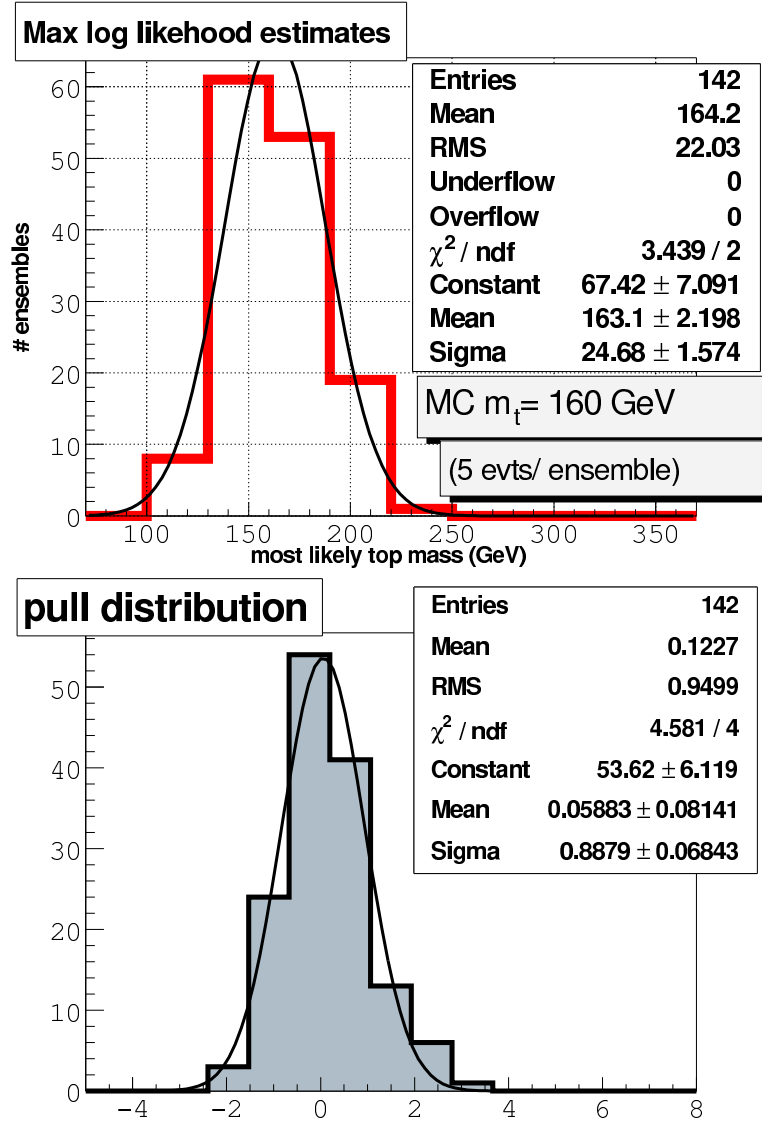 Max log likehood estimates
Entries 142
Mean 164.2
RMS 22.03
Underflow 0
Overflow 0
χ² / ndf 3.439 / 2
Constant 67.42 ± 7.091
Mean 163.1 ± 2.198
Sigma 24.68 ± 1.574
MC mt= 160 GeV
(5 evts/ ensemble)
# ensembles
60
50
40
30
20
10
0
100 150 200 250 300 350
most likely top mass (GeV)
pull distribution
Entries 142
Mean 0.1227
RMS 0.9499
χ² / ndf 4.581 / 4
Constant 53.62 ± 6.119
Mean 0.05883 ± 0.08141
Sigma 0.8879 ± 0.06843
50
40
30
20
10
0
-4 -2 0 2 4 6 8